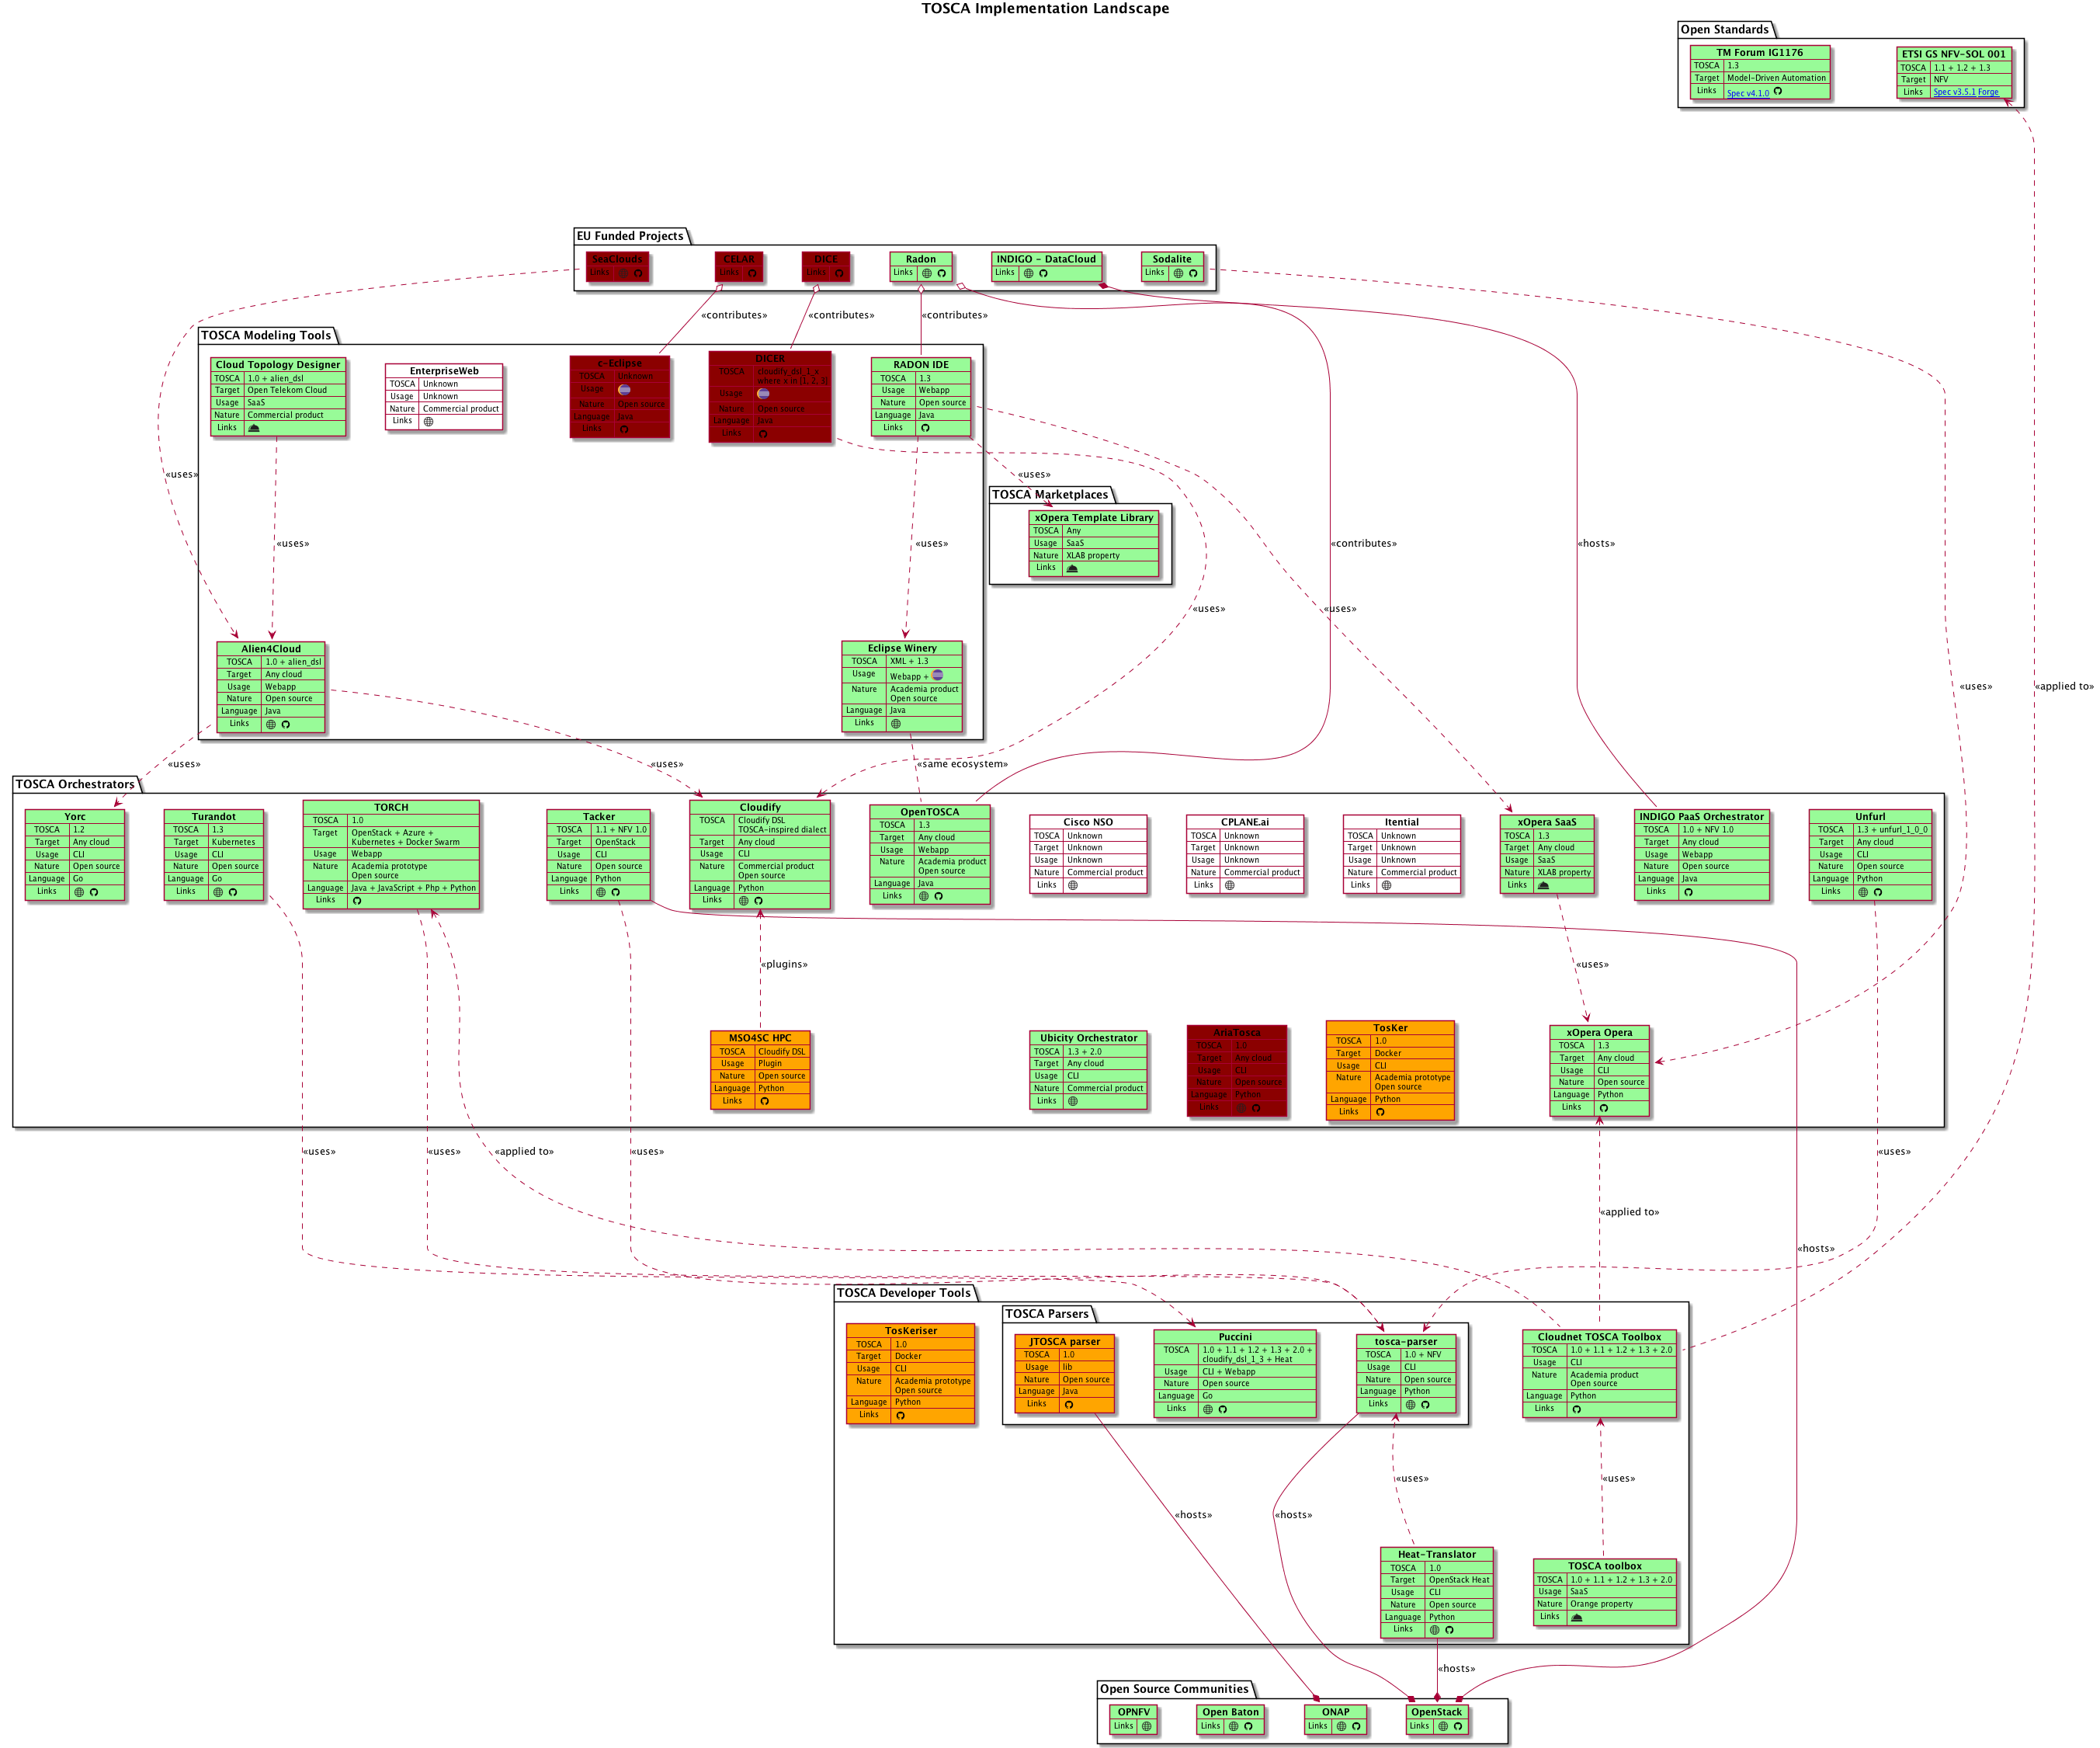 TOSCA Implementation Landscape
Open Standards
TM Forum IG1176
TOSCA 1.3
Target Model-Driven Automation
Links Spec v4.1.0
ETSI GS NFV-SOL 001
TOSCA 1.1 + 1.2 + 1.3
Target NFV
Links Spec v3.5.1 Forge
EU Funded Projects
SeaClouds
Links
CELAR
Links
DICE
Links
Radon
Links
INDIGO - DataCloud
Links
Sodalite
Links
«contributes»
«contributes»
«contributes»
TOSCA Modeling Tools
Cloud Topology Designer
TOSCA 1.0 + alien_dsl
Target Open Telekom Cloud
Usage SaaS
Nature Commercial product
Links
EnterpriseWeb
TOSCA Unknown
Usage Unknown
Nature Commercial product
Links
c-Eclipse
TOSCA Unknown
Usage
Nature Open source
Language Java
Links
DICER
TOSCA cloudify_dsl_1_x
where x in [1, 2, 3]
Usage
Nature Open source
Language Java
Links
RADON IDE
TOSCA 1.3
Usage Webapp
Nature Open source
Language Java
Links
«uses»
«uses»
TOSCA Marketplaces
xOpera Template Library
TOSCA Any
Usage SaaS
Nature XLAB property
Links
«uses»
«uses»
«contributes»
«hosts»
«uses»
«uses»
Alien4Cloud
TOSCA 1.0 + alien_dsl
Target Any cloud
Usage Webapp
Nature Open source
Language Java
Links
Eclipse Winery
TOSCA XML + 1.3
Usage Webapp +
Nature Academia product
Open source
Language Java
Links
«uses»
«applied to»
«uses»
«uses»
«same ecosystem»
TOSCA Orchestrators
Yorc
TOSCA 1.2
Target Any cloud
Usage CLI
Nature Open source
Language Go
Links
Turandot
TOSCA 1.3
Target Kubernetes
Usage CLI
Nature Open source
Language Go
Links
TORCH
TOSCA 1.0
Target OpenStack + Azure +
Kubernetes + Docker Swarm
Usage Webapp
Nature Academia prototype
Open source
Language Java + JavaScript + Php + Python
Links
Tacker
TOSCA 1.1 + NFV 1.0
Target OpenStack
Usage CLI
Nature Open source
Language Python
Links
Cloudify
TOSCA Cloudify DSL
TOSCA-inspired dialect
Target Any cloud
Usage CLI
Nature Commercial product
Open source
Language Python
Links
OpenTOSCA
TOSCA 1.3
Target Any cloud
Usage Webapp
Nature Academia product
Open source
Language Java
Links
Cisco NSO
TOSCA Unknown
Target Unknown
Usage Unknown
Nature Commercial product
Links
CPLANE.ai
TOSCA Unknown
Target Unknown
Usage Unknown
Nature Commercial product
Links
Itential
TOSCA Unknown
Target Unknown
Usage Unknown
Nature Commercial product
Links
xOpera SaaS
TOSCA 1.3
Target Any cloud
Usage SaaS
Nature XLAB property
Links
INDIGO PaaS Orchestrator
TOSCA 1.0 + NFV 1.0
Target Any cloud
Usage Webapp
Nature Open source
Language Java
Links
Unfurl
TOSCA 1.3 + unfurl_1_0_0
Target Any cloud
Usage CLI
Nature Open source
Language Python
Links
«plugins»
«uses»
MSO4SC HPC
TOSCA Cloudify DSL
Usage Plugin
Nature Open source
Language Python
Links
Ubicity Orchestrator
TOSCA 1.3 + 2.0
Target Any cloud
Usage CLI
Nature Commercial product
Links
AriaTosca
TOSCA 1.0
Target Any cloud
Usage CLI
Nature Open source
Language Python
Links
TosKer
TOSCA 1.0
Target Docker
Usage CLI
Nature Academia prototype
Open source
Language Python
Links
xOpera Opera
TOSCA 1.3
Target Any cloud
Usage CLI
Nature Open source
Language Python
Links
«uses»
«uses»
«applied to»
«uses»
«uses»
«applied to»
«hosts»
TOSCA Developer Tools
TosKeriser
TOSCA 1.0
Target Docker
Usage CLI
Nature Academia prototype
Open source
Language Python
Links
TOSCA Parsers
JTOSCA parser
TOSCA 1.0
Usage lib
Nature Open source
Language Java
Links
Puccini
TOSCA 1.0 + 1.1 + 1.2 + 1.3 + 2.0 +
cloudify_dsl_1_3 + Heat
Usage CLI + Webapp
Nature Open source
Language Go
Links
tosca-parser
TOSCA 1.0 + NFV
Usage CLI
Nature Open source
Language Python
Links
Cloudnet TOSCA Toolbox
TOSCA 1.0 + 1.1 + 1.2 + 1.3 + 2.0
Usage CLI
Nature Academia product
Open source
Language Python
Links
«uses»
«uses»
«hosts»
«hosts»
Heat-Translator
TOSCA 1.0
Target OpenStack Heat
Usage CLI
Nature Open source
Language Python
Links
TOSCA toolbox
TOSCA 1.0 + 1.1 + 1.2 + 1.3 + 2.0
Usage SaaS
Nature Orange property
Links
«hosts»
Open Source Communities
OPNFV
Links
Open Baton
Links
ONAP
Links
OpenStack
Links